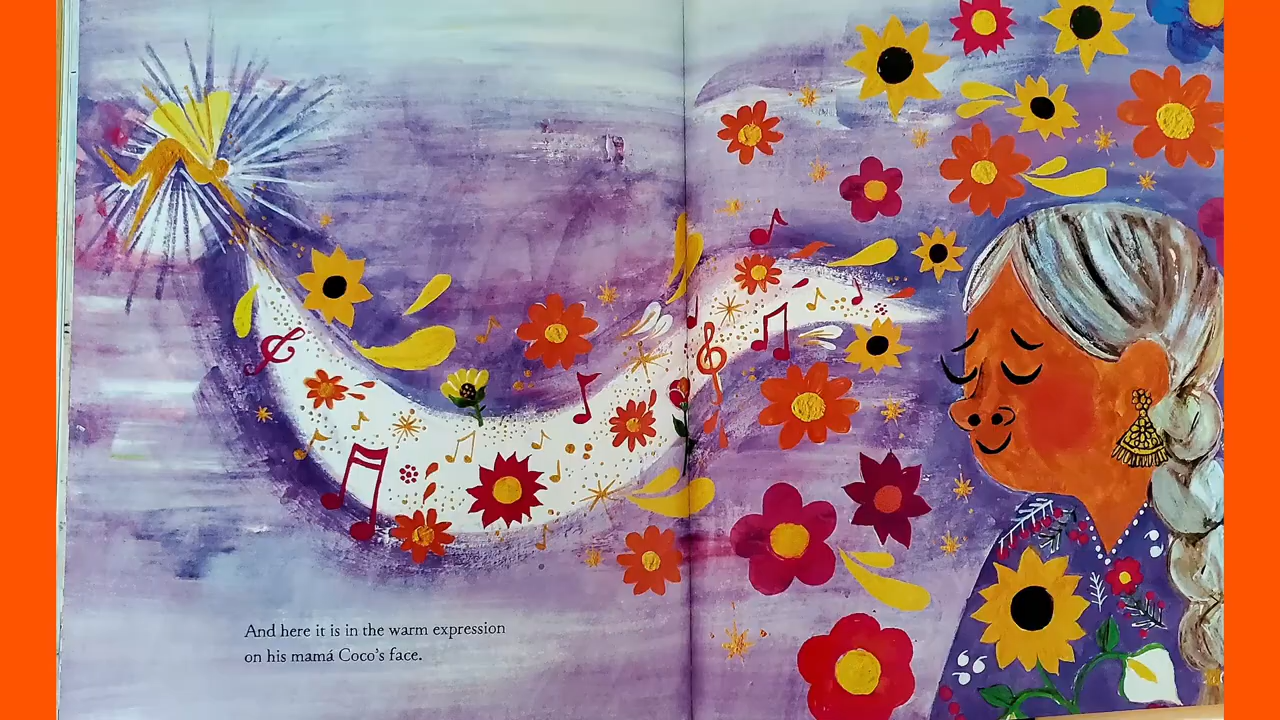 And here it is in the warm expression
on his mamá Coco's face.